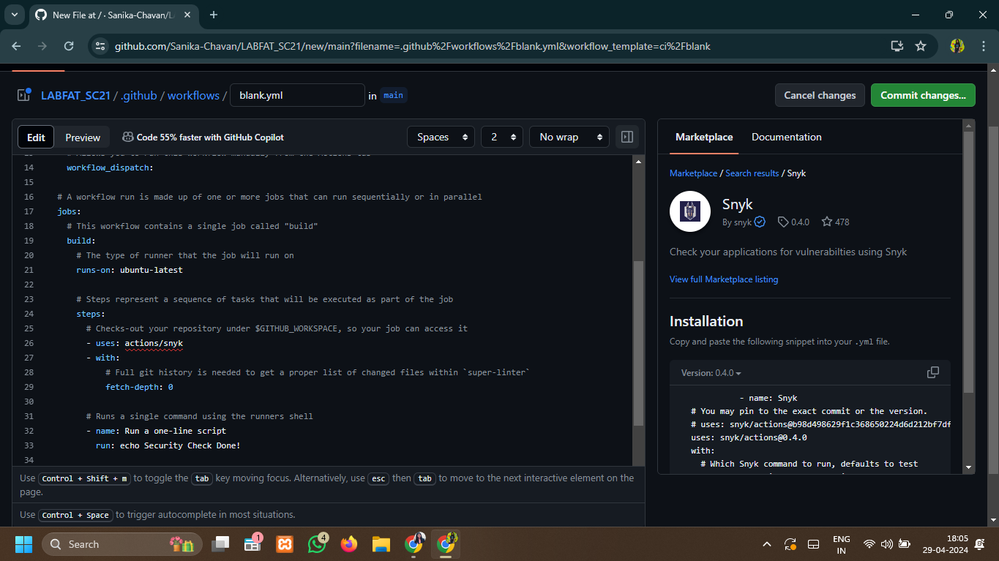 New File at / · Sanika-Chavan/LA
github.com/Sanika-Chavan/LABFAT_SC21/new/main?filename=.github%2Fworkflows%2Fblank.yml&workflow_template=ci%2Fblank
LABFAT_SC21 / .github / workflows / blank.yml in main
Cancel changes
Commit changes...
Edit
Preview
Code 55% faster with GitHub Copilot
Spaces
2
No wrap
14 workflow_dispatch:
15
16 # A workflow run is made up of one or more jobs that can run sequentially or in parallel
17 jobs:
18 # This workflow contains a single job called "build"
19 build:
20 # The type of runner that the job will run on
21 runs-on: ubuntu-latest
22
23 # Steps represent a sequence of tasks that will be executed as part of the job
24 steps:
25 # Checks-out your repository under $GITHUB_WORKSPACE, so your job can access it
26 - uses: actions/snyk
27 - with:
28 # Full git history is needed to get a proper list of changed files within `super-linter`
29 fetch-depth: 0
30
31 # Runs a single command using the runners shell
32 - name: Run a one-line script
33 run: echo Security Check Done!
34
Use Control + Shift + m to toggle the tab key moving focus. Alternatively, use esc then tab to move to the next interactive element on the
page.
Use Control + Space to trigger autocomplete in most situations.
Marketplace
Documentation
Marketplace / Search results / Snyk
Snyk
By snyk 0.4.0 478
Check your applications for vulnerabilties using Snyk
View full Marketplace listing
Installation
Copy and paste the following snippet into your .yml file.
Version: 0.4.0
- name: Snyk
# You may pin to the exact commit or the version.
# uses: snyk/actions@b98d498629f1c368650224d6d212bf7df
uses: snyk/actions@0.4.0
with:
# Which Snyk command to run, defaults to test
Search
1
4
ENG
IN
18:05
29-04-2024